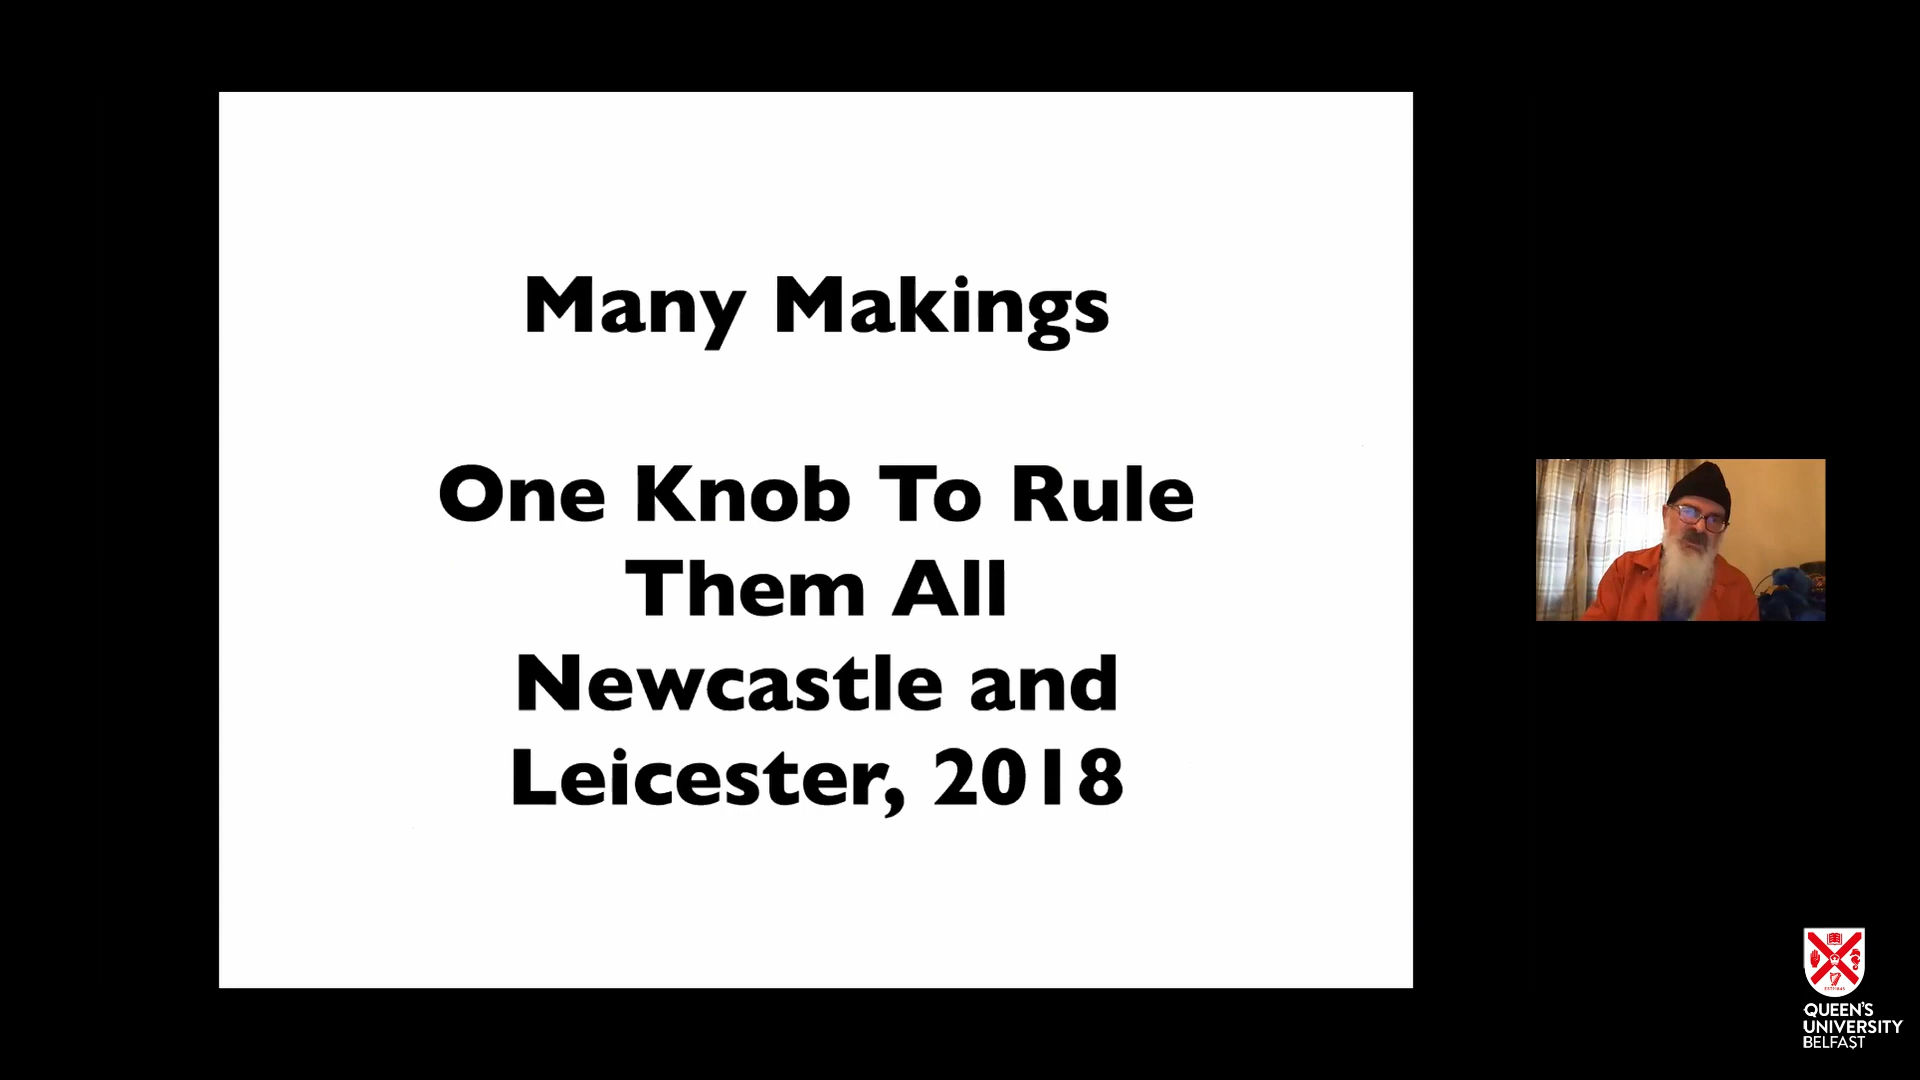 Many Makings
One Knob To Rule
Them All
Newcastle and
Leicester, 2018
QUEEN'S
UNIVERSITY
BELFAST